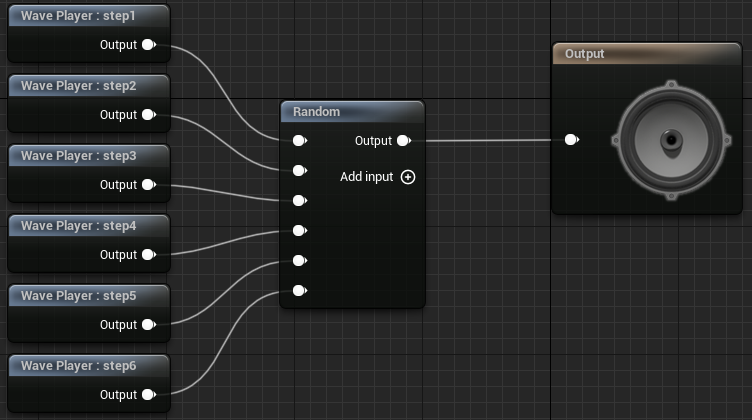 Wave Player : step1
Output
Wave Player : step2
Output
Wave Player : step3
Output
Wave Player : step4
Output
Wave Player : step5
Output
Wave Player : step6
Output
Random
Output
Add input
Output